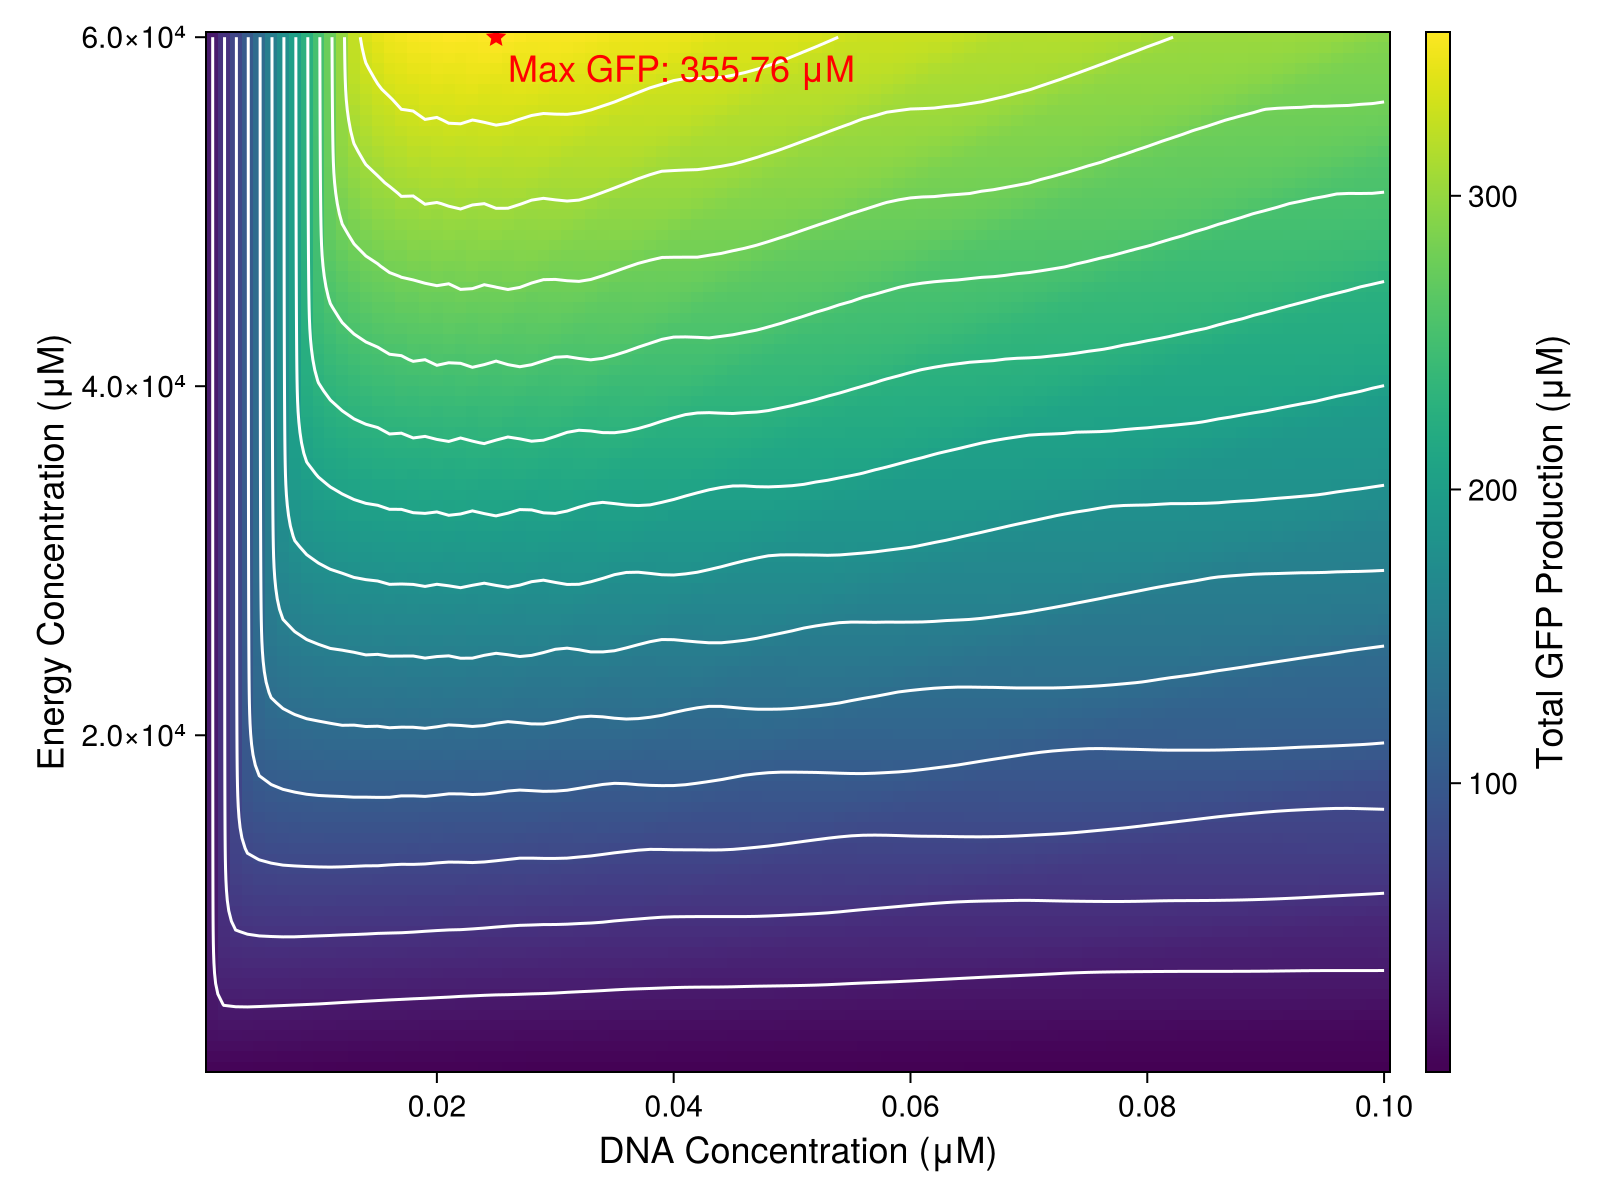 6.0×10⁴
Max GFP: 355.76 μM
300
Energy Concentration (μM)
4.0×10⁴
Total GFP Production (μM)
200
2.0×10⁴
100
0.02 0.04 0.06 0.08 0.10
DNA Concentration (μM)